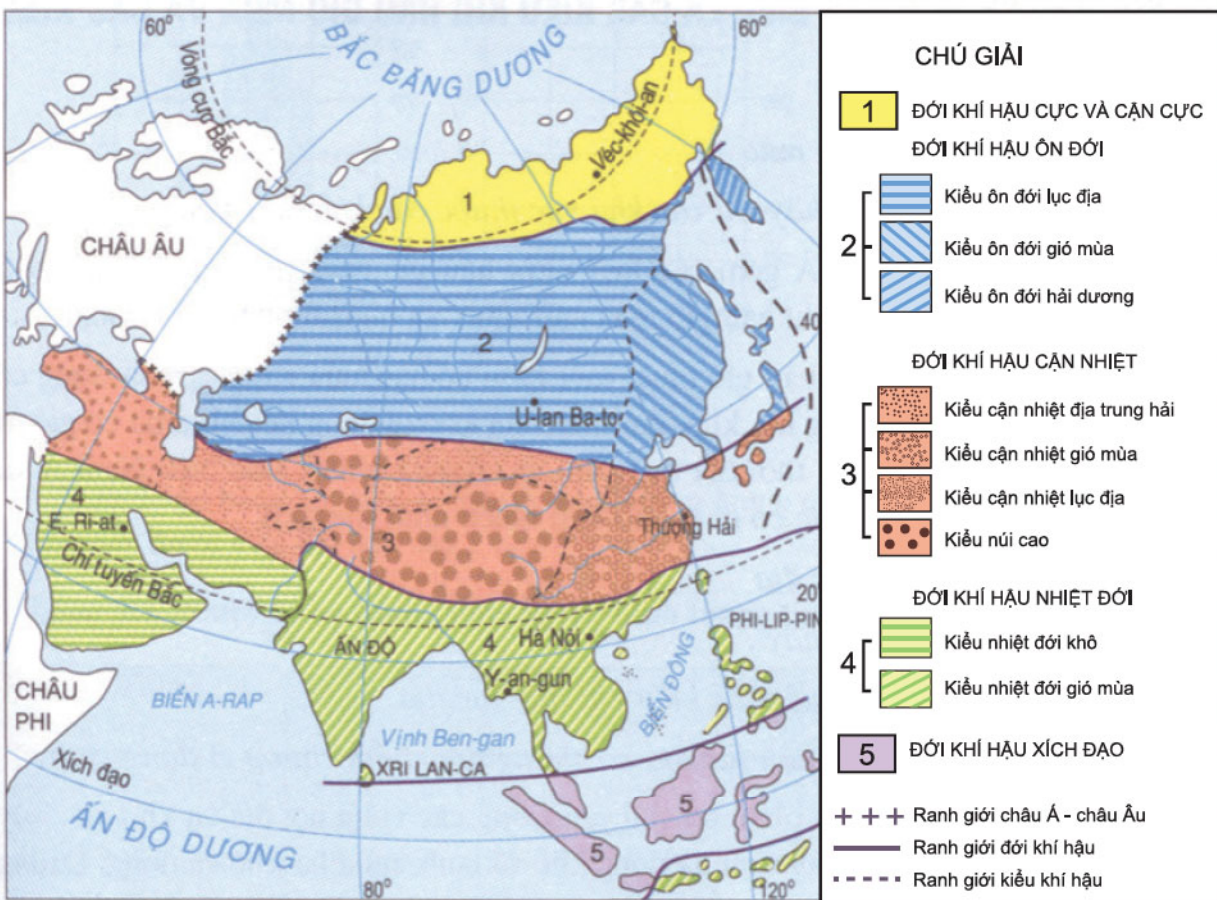 60°
60°
Vòng cực Bắc
BẮC BĂNG DƯƠNG
Véc-khôi-an
1
CHÂU ÂU
2
40
U-lan Ba-to
4
E. Ri-at
Chí tuyến Bắc
3
Thượng Hải
20°
PHI-LIP-PIN
ẤN ĐỘ
4
Hà Nội
Y-an-gun
CHÂU
PHI
BIỂN A-RAP
BIỂN ĐÔNG
Vịnh Ben-gan
XRI LAN-CA
Xích đạo
5
5
ẤN ĐỘ DƯƠNG
80°
120°
CHÚ GIẢI
1 ĐỚI KHÍ HẬU CỰC VÀ CẬN CỰC
ĐỚI KHÍ HẬU ÔN ĐỚI
2
Kiểu ôn đới lục địa
Kiểu ôn đới gió mùa
Kiểu ôn đới hải dương
ĐỚI KHÍ HẬU CẬN NHIỆT
3
Kiểu cận nhiệt địa trung hải
Kiểu cận nhiệt gió mùa
Kiểu cận nhiệt lục địa
Kiểu núi cao
ĐỚI KHÍ HẬU NHIỆT ĐỚI
4
Kiểu nhiệt đới khô
Kiểu nhiệt đới gió mùa
5 ĐỚI KHÍ HẬU XÍCH ĐẠO
Ranh giới châu Á - châu Âu
Ranh giới đới khí hậu
Ranh giới kiểu khí hậu